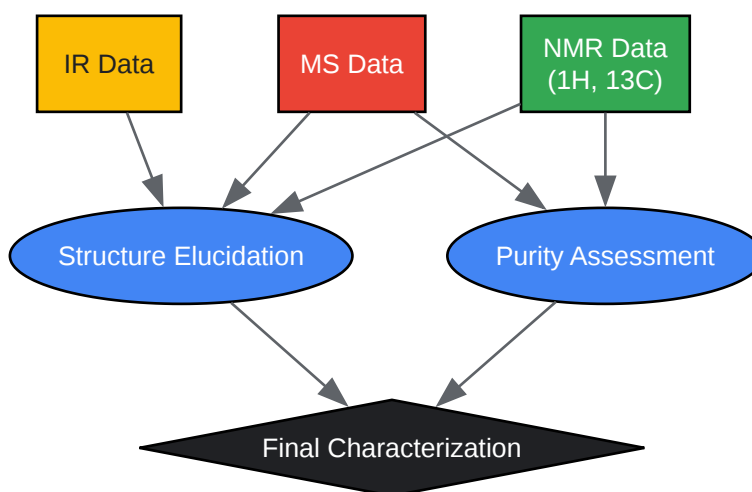 IR Data
MS Data
NMR Data
(1H, 13C)
Structure Elucidation
Purity Assessment
Final Characterization